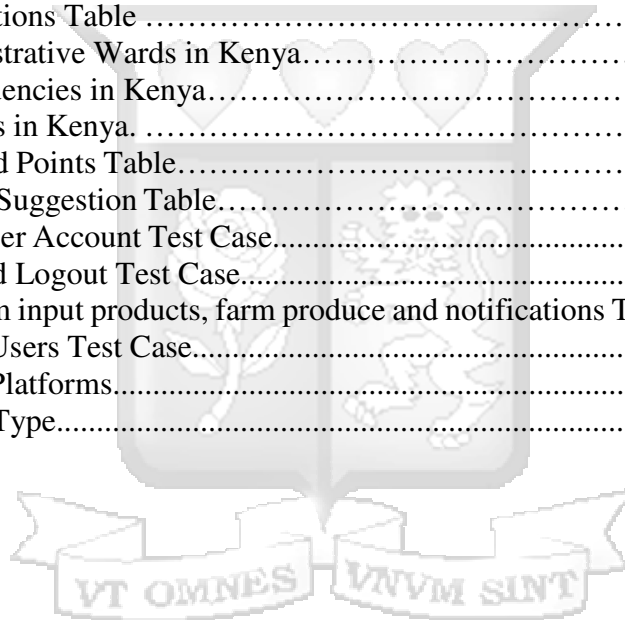 tions Table ……………………………………………………
strative Wards in Kenya……………………………
encies in Kenya……………………………………………
s in Kenya. ……………………………………………………
d Points Table………………………………………………
Suggestion Table…………………………………………
er Account Test Case..............................................
d Logout Test Case..................................................
n input products, farm produce and notifications T
Users Test Case..........................................................
Platforms.....................................................................
Type..............................................................................
VT OMNES VNVM SINT